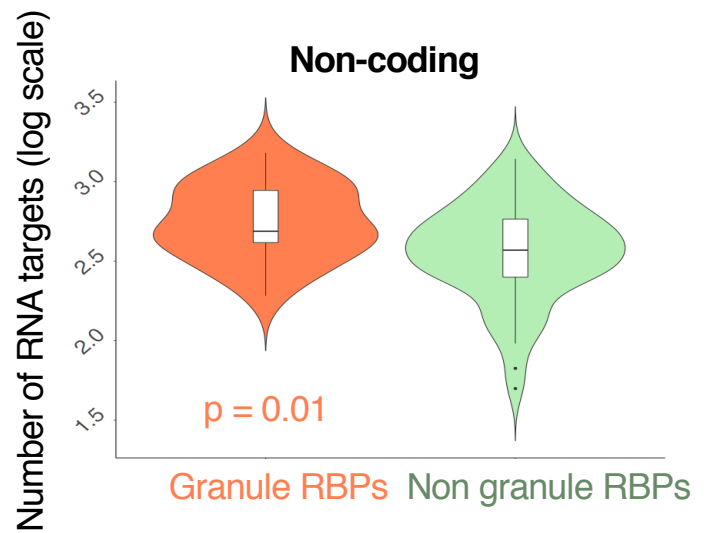 Non-coding
Number of RNA targets (log scale)
3.5
3.0
2.5
2.0
1.5
p = 0.01
Granule RBPs
Non granule RBPs